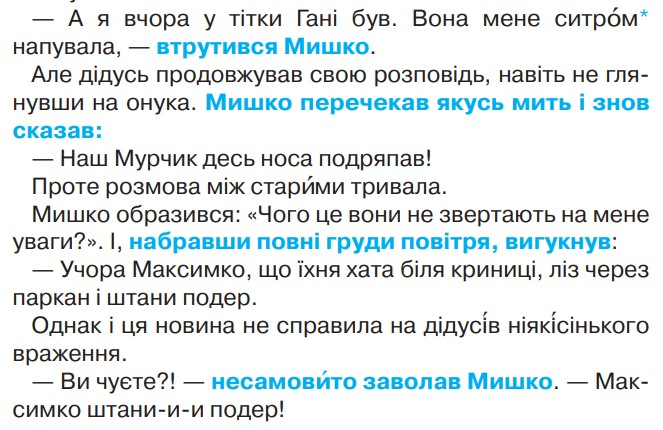 — А я вчора у тітки Гані був. Вона мене ситро́м*
напувала, — втрутився Мишко.
Але дідусь продовжував свою розповідь, навіть не гля-
нувши на онука. Мишко перечекав якусь мить і знов
сказав:
— Наш Мурчик десь носа подряпав!
Проте розмова між стари́ми тривала.
Мишко образився: «Чого це вони не звертають на мене
уваги?». І, набравши повні груди повітря, вигукнув:
— Учора Максимко, що їхня хата біля криниці, ліз через
паркан і штани подер.
Однак і ця новина не справила на дідусі́в ніякі́сінького
враження.
— Ви чуєте?! — несамови́то заволав Мишко. — Мак-
симко штани-и-и подер!